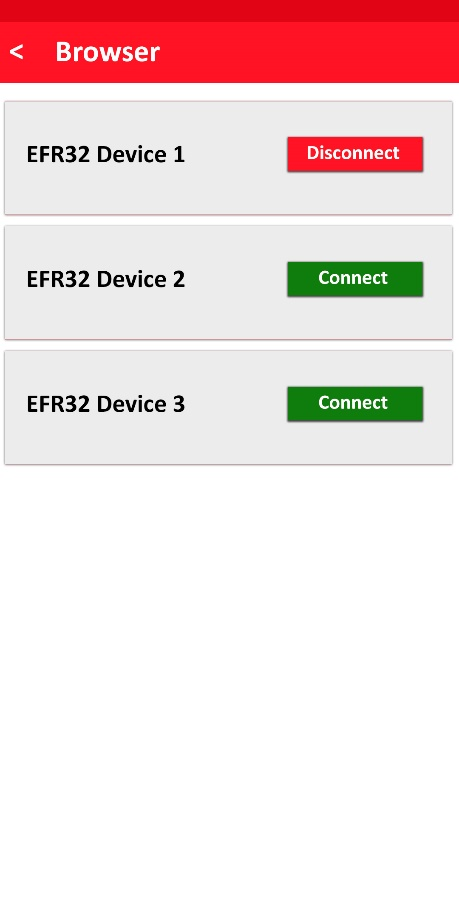 < Browser
EFR32 Device 1 Disconnect
EFR32 Device 2 Connect
EFR32 Device 3 Connect